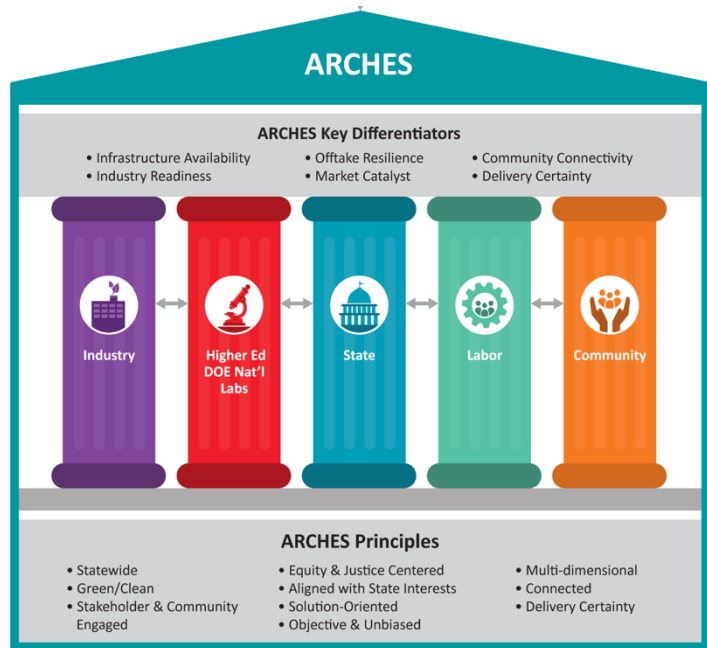 ARCHES
ARCHES Key Differentiators
• Infrastructure Availability
• Industry Readiness
• Offtake Resilience
• Market Catalyst
• Community Connectivity
• Delivery Certainty
Industry
Higher Ed
DOE Nat'l
Labs
State
Labor
Community
ARCHES Principles
• Statewide
• Green/Clean
• Stakeholder & Community
Engaged
• Equity & Justice Centered
• Aligned with State Interests
• Solution-Oriented
• Objective & Unbiased
• Multi-dimensional
• Connected
• Delivery Certainty